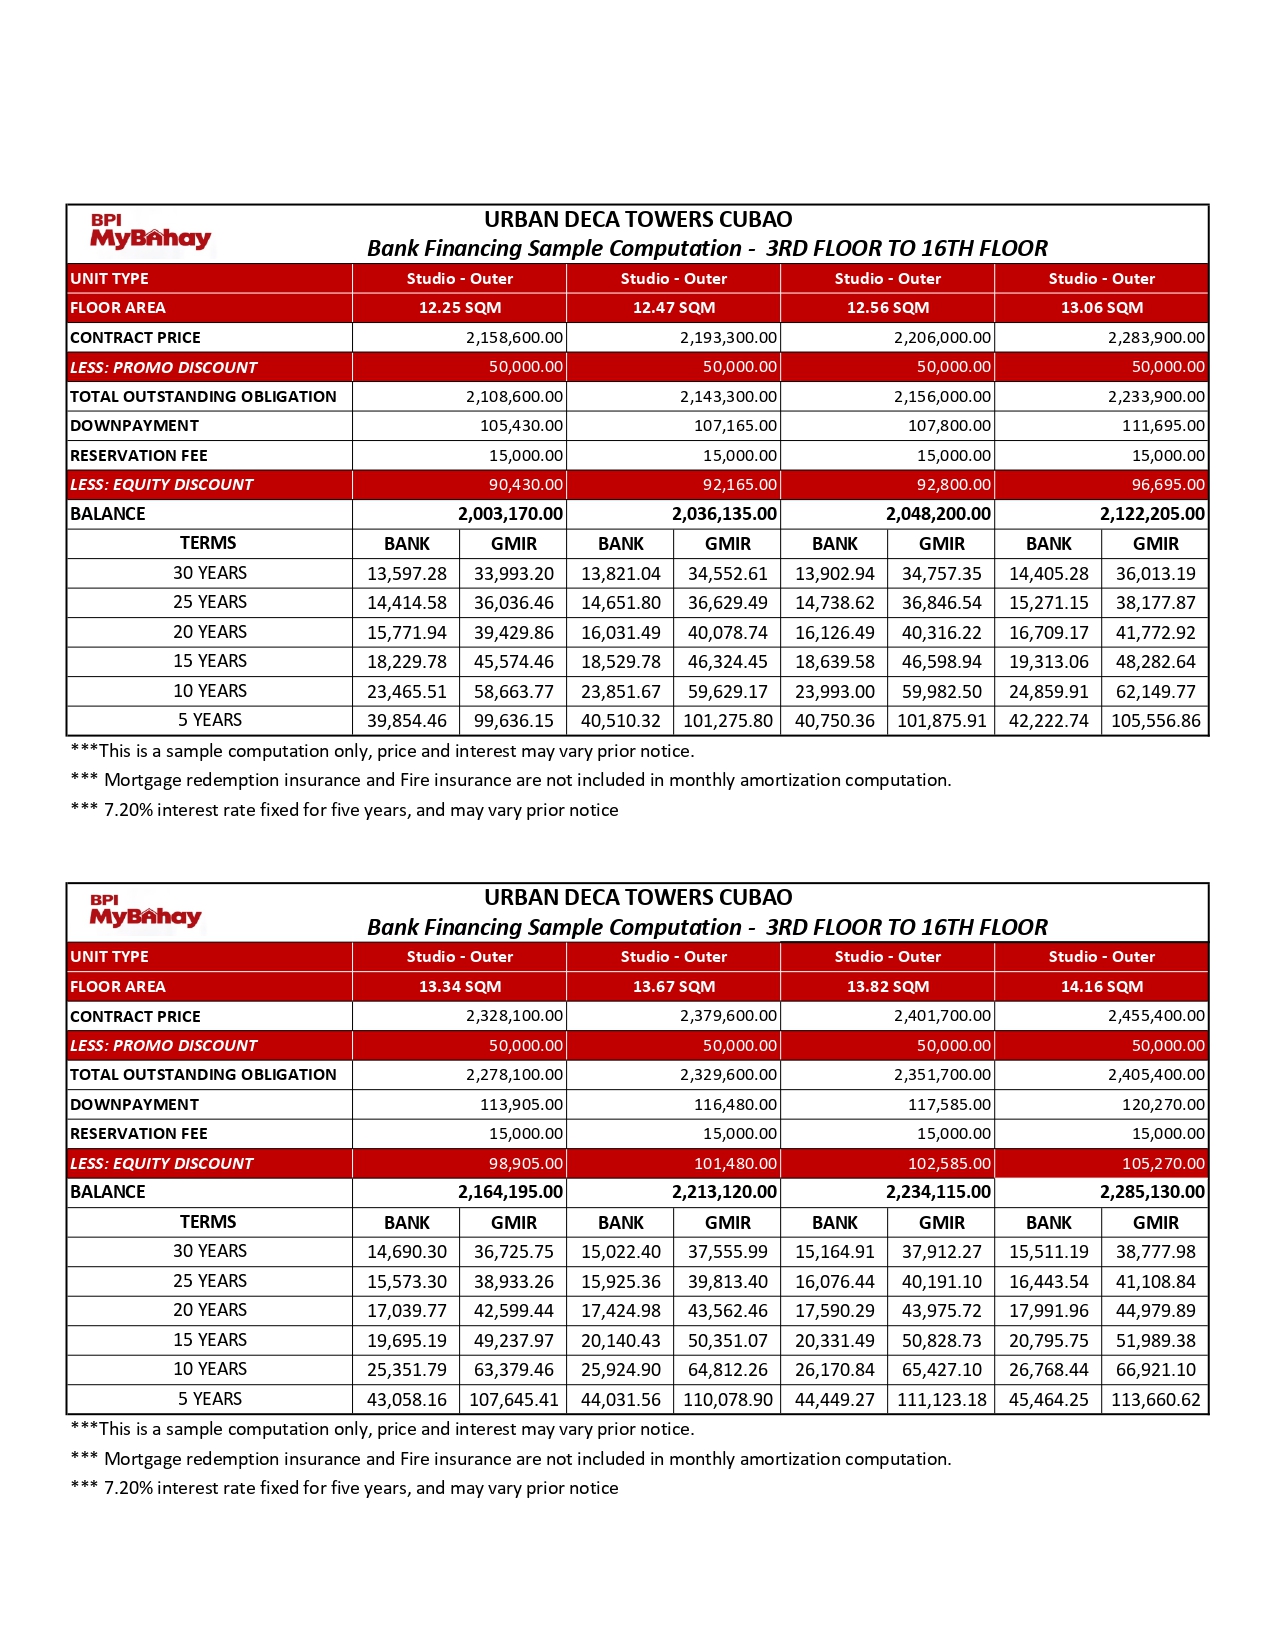 BPI
MyBahay
URBAN DECA TOWERS CUBAO
Bank Financing Sample Computation - 3RD FLOOR TO 16TH FLOOR
UNIT TYPE Studio - Outer Studio - Outer Studio - Outer Studio - Outer
FLOOR AREA 12.25 SQM 12.47 SQM 12.56 SQM 13.06 SQM
CONTRACT PRICE 2,158,600.00 2,193,300.00 2,206,000.00 2,283,900.00
LESS: PROMO DISCOUNT 50,000.00 50,000.00 50,000.00 50,000.00
TOTAL OUTSTANDING OBLIGATION 2,108,600.00 2,143,300.00 2,156,000.00 2,233,900.00
DOWNPAYMENT 105,430.00 107,165.00 107,800.00 111,695.00
RESERVATION FEE 15,000.00 15,000.00 15,000.00 15,000.00
LESS: EQUITY DISCOUNT 90,430.00 92,165.00 92,800.00 96,695.00
BALANCE 2,003,170.00 2,036,135.00 2,048,200.00 2,122,205.00
TERMS BANK GMIR BANK GMIR BANK GMIR BANK GMIR
30 YEARS 13,597.28 33,993.20 13,821.04 34,552.61 13,902.94 34,757.35 14,405.28 36,013.19
25 YEARS 14,414.58 36,036.46 14,651.80 36,629.49 14,738.62 36,846.54 15,271.15 38,177.87
20 YEARS 15,771.94 39,429.86 16,031.49 40,078.74 16,126.49 40,316.22 16,709.17 41,772.92
15 YEARS 18,229.78 45,574.46 18,529.78 46,324.45 18,639.58 46,598.94 19,313.06 48,282.64
10 YEARS 23,465.51 58,663.77 23,851.67 59,629.17 23,993.00 59,982.50 24,859.91 62,149.77
5 YEARS 39,854.46 99,636.15 40,510.32 101,275.80 40,750.36 101,875.91 42,222.74 105,556.86
***This is a sample computation only, price and interest may vary prior notice.
*** Mortgage redemption insurance and Fire insurance are not included in monthly amortization computation.
*** 7.20% interest rate fixed for five years, and may vary prior notice
BPI
MyBahay
URBAN DECA TOWERS CUBAO
Bank Financing Sample Computation - 3RD FLOOR TO 16TH FLOOR
UNIT TYPE Studio - Outer Studio - Outer Studio - Outer Studio - Outer
FLOOR AREA 13.34 SQM 13.67 SQM 13.82 SQM 14.16 SQM
CONTRACT PRICE 2,328,100.00 2,379,600.00 2,401,700.00 2,455,400.00
LESS: PROMO DISCOUNT 50,000.00 50,000.00 50,000.00 50,000.00
TOTAL OUTSTANDING OBLIGATION 2,278,100.00 2,329,600.00 2,351,700.00 2,405,400.00
DOWNPAYMENT 113,905.00 116,480.00 117,585.00 120,270.00
RESERVATION FEE 15,000.00 15,000.00 15,000.00 15,000.00
LESS: EQUITY DISCOUNT 98,905.00 101,480.00 102,585.00 105,270.00
BALANCE 2,164,195.00 2,213,120.00 2,234,115.00 2,285,130.00
TERMS BANK GMIR BANK GMIR BANK GMIR BANK GMIR
30 YEARS 14,690.30 36,725.75 15,022.40 37,555.99 15,164.91 37,912.27 15,511.19 38,777.98
25 YEARS 15,573.30 38,933.26 15,925.36 39,813.40 16,076.44 40,191.10 16,443.54 41,108.84
20 YEARS 17,039.77 42,599.44 17,424.98 43,562.46 17,590.29 43,975.72 17,991.96 44,979.89
15 YEARS 19,695.19 49,237.97 20,140.43 50,351.07 20,331.49 50,828.73 20,795.75 51,989.38
10 YEARS 25,351.79 63,379.46 25,924.90 64,812.26 26,170.84 65,427.10 26,768.44 66,921.10
5 YEARS 43,058.16 107,645.41 44,031.56 110,078.90 44,449.27 111,123.18 45,464.25 113,660.62
***This is a sample computation only, price and interest may vary prior notice.
*** Mortgage redemption insurance and Fire insurance are not included in monthly amortization computation.
*** 7.20% interest rate fixed for five years, and may vary prior notice